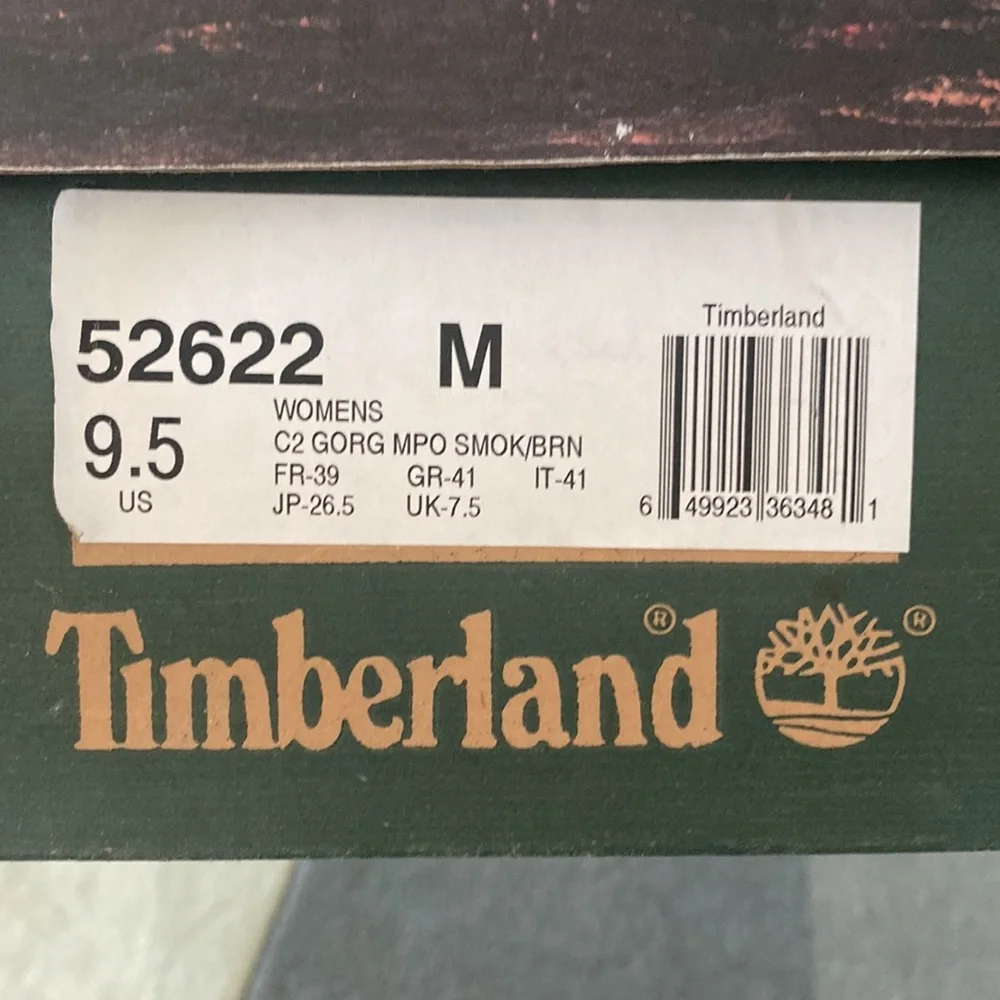 52622 M
9.5 US
WOMENS
C2 GORG MPO SMOK/BRN
FR-39 GR-41 IT-41
JP-26.5 UK-7.5
Timberland
6 49923 36348 1
Timberland® ®